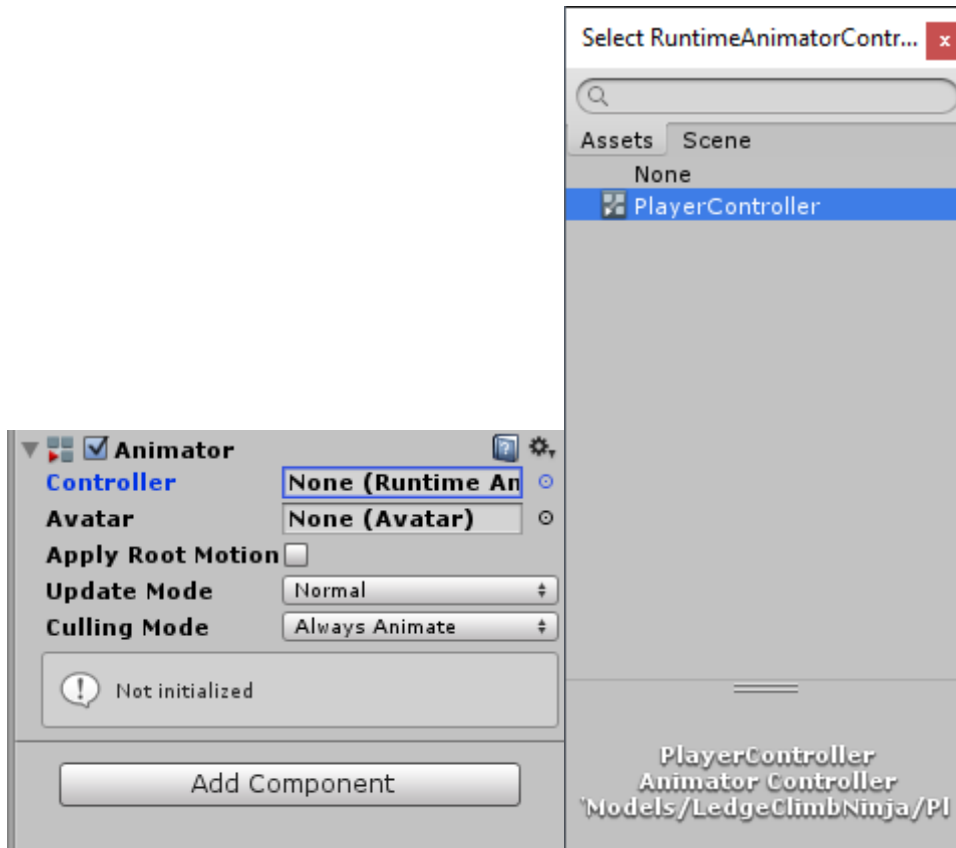 Select RuntimeAnimatorContr... x
Assets Scene
None
PlayerController
Animator
Controller None (Runtime An
Avatar None (Avatar)
Apply Root Motion
Update Mode Normal
Culling Mode Always Animate
Not initialized
Add Component
PlayerController
Animator Controller
Models/LedgeClimbNinja/Pl